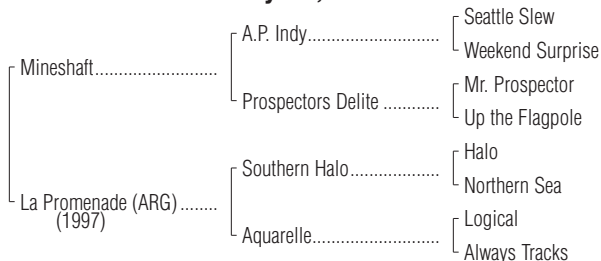 Seattle Slew
A.P. Indy
Weekend Surprise
Mineshaft
Mr. Prospector
Prospectors Delite
Up the Flagpole
Halo
Southern Halo
Northern Sea
La Promenade (ARG)
(1997)
Logical
Aquarelle
Always Tracks